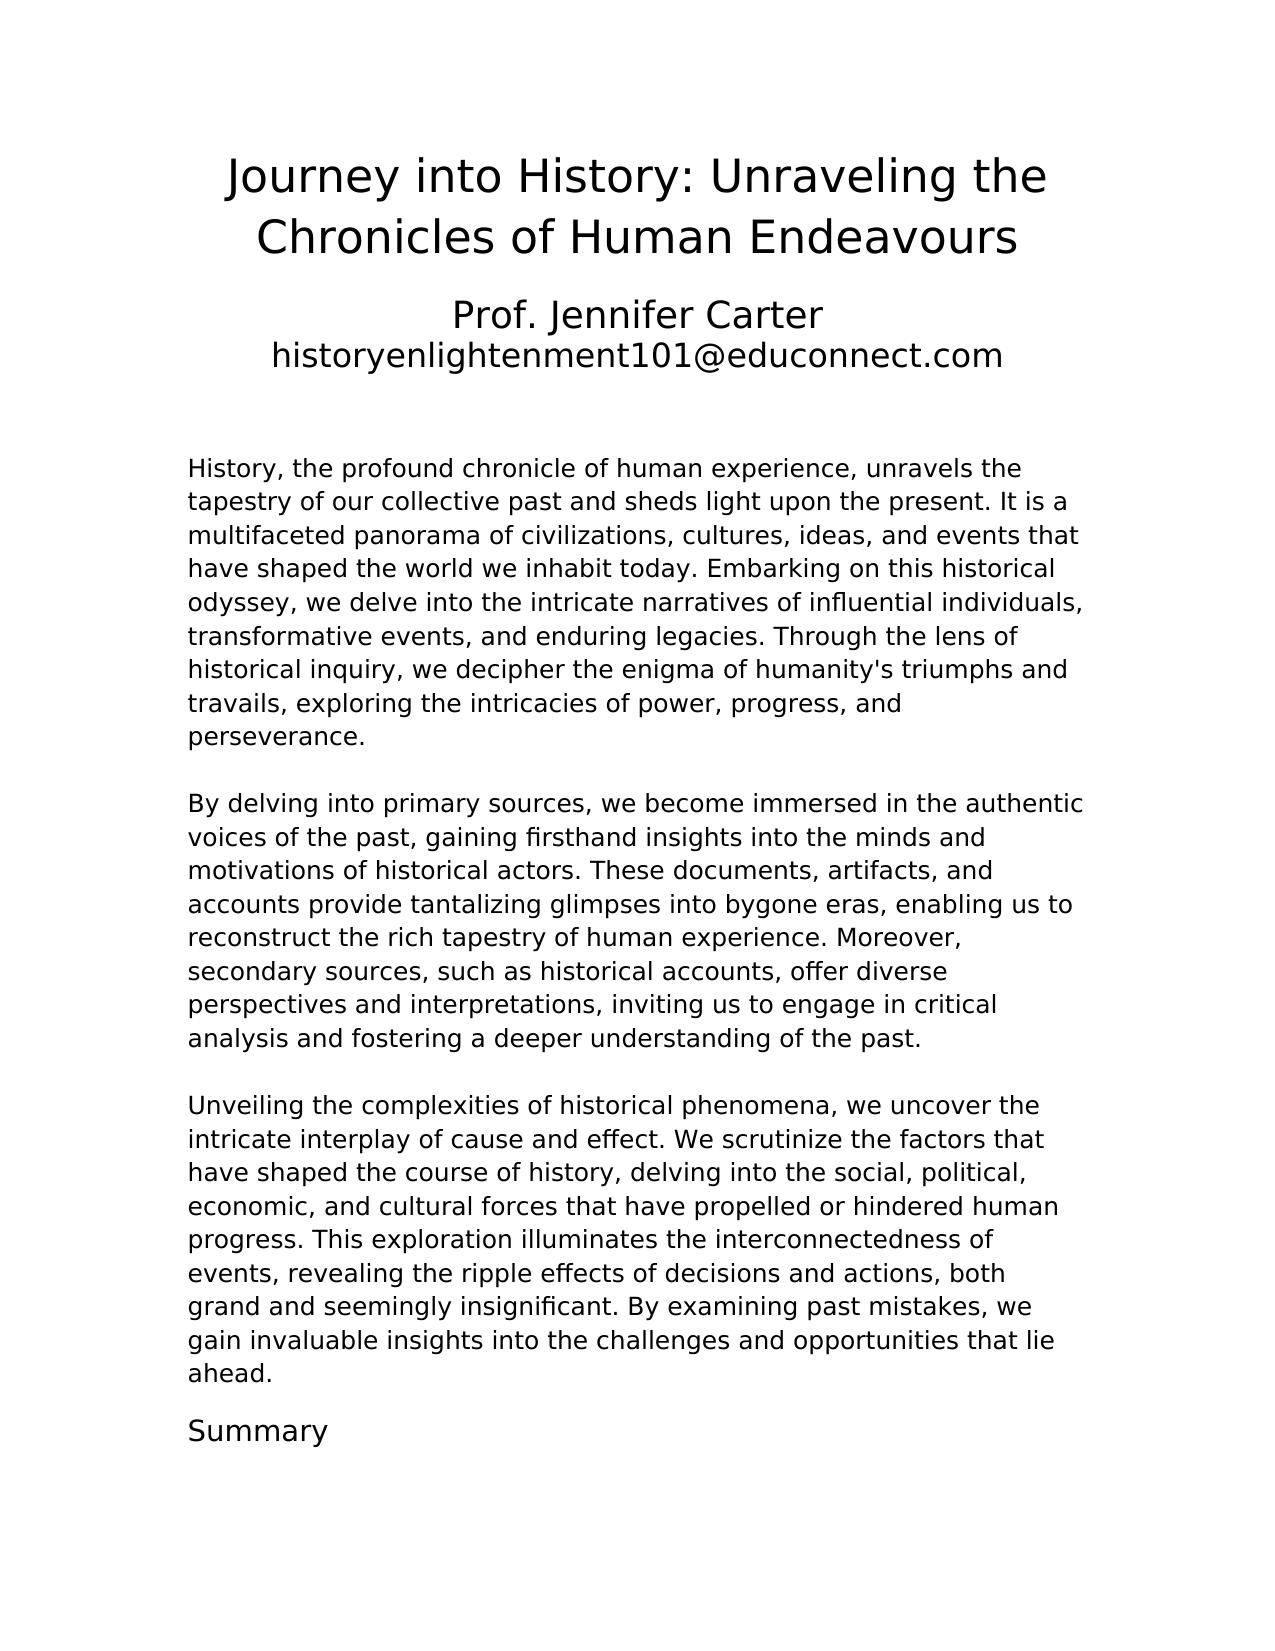 Journey into History: Unraveling the
Chronicles of Human Endeavours
Prof. Jennifer Carter
historyenlightenment101@educonnect.com
History, the profound chronicle of human experience, unravels the
tapestry of our collective past and sheds light upon the present. It is a
multifaceted panorama of civilizations, cultures, ideas, and events that
have shaped the world we inhabit today. Embarking on this historical
odyssey, we delve into the intricate narratives of influential individuals,
transformative events, and enduring legacies. Through the lens of
historical inquiry, we decipher the enigma of humanity's triumphs and
travails, exploring the intricacies of power, progress, and
perseverance.
By delving into primary sources, we become immersed in the authentic
voices of the past, gaining firsthand insights into the minds and
motivations of historical actors. These documents, artifacts, and
accounts provide tantalizing glimpses into bygone eras, enabling us to
reconstruct the rich tapestry of human experience. Moreover,
secondary sources, such as historical accounts, offer diverse
perspectives and interpretations, inviting us to engage in critical
analysis and fostering a deeper understanding of the past.
Unveiling the complexities of historical phenomena, we uncover the
intricate interplay of cause and effect. We scrutinize the factors that
have shaped the course of history, delving into the social, political,
economic, and cultural forces that have propelled or hindered human
progress. This exploration illuminates the interconnectedness of
events, revealing the ripple effects of decisions and actions, both
grand and seemingly insignificant. By examining past mistakes, we
gain invaluable insights into the challenges and opportunities that lie
ahead.
Summary